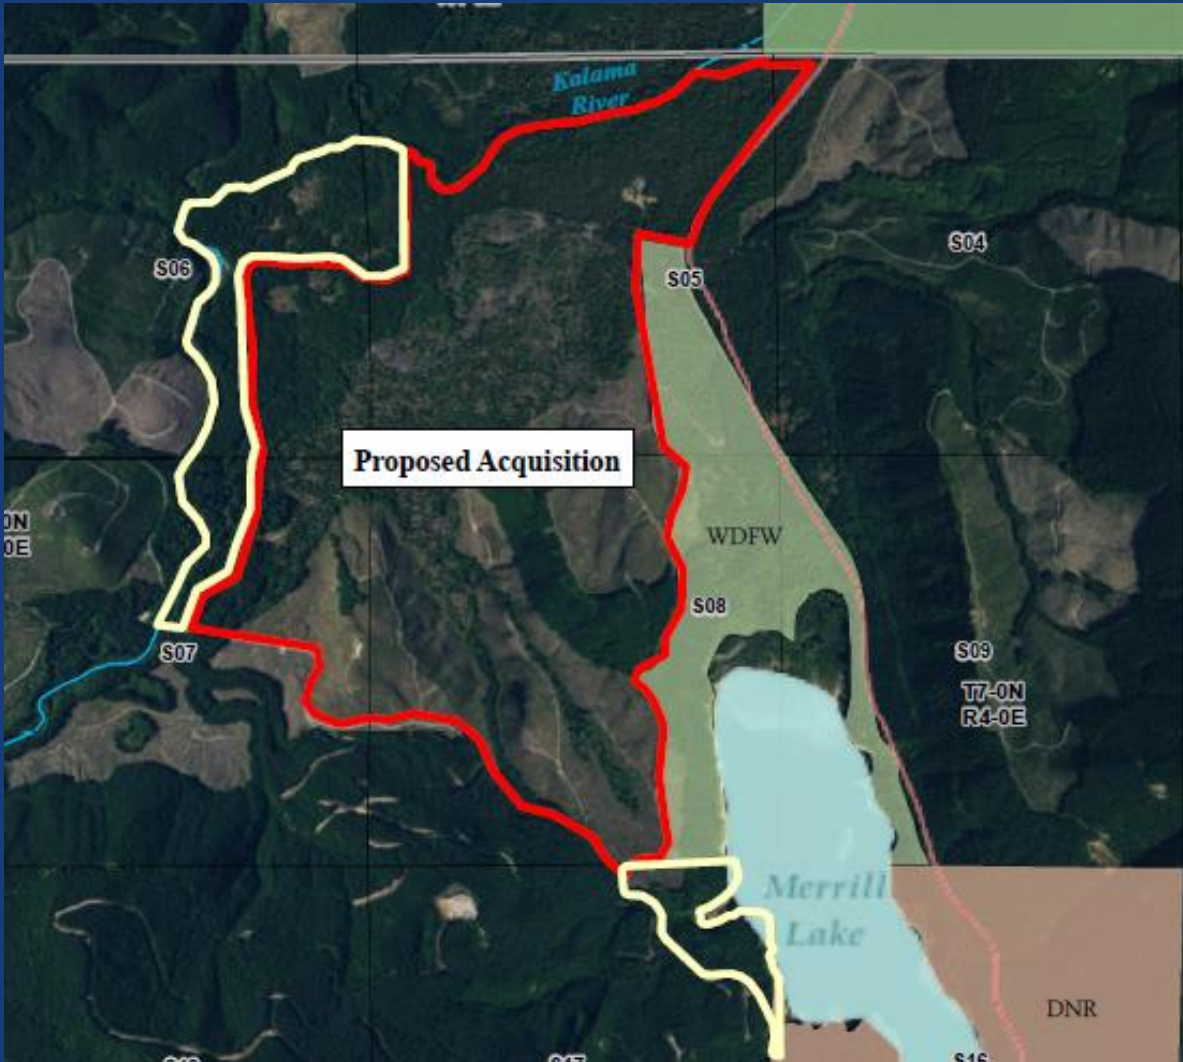 Kalama
River
S06
S04
S05
Proposed Acquisition
0N
0E
WDFW
S08
S07
S09
T7-0N
R4-0E
Merrill
Lake
DNR
S17
S16